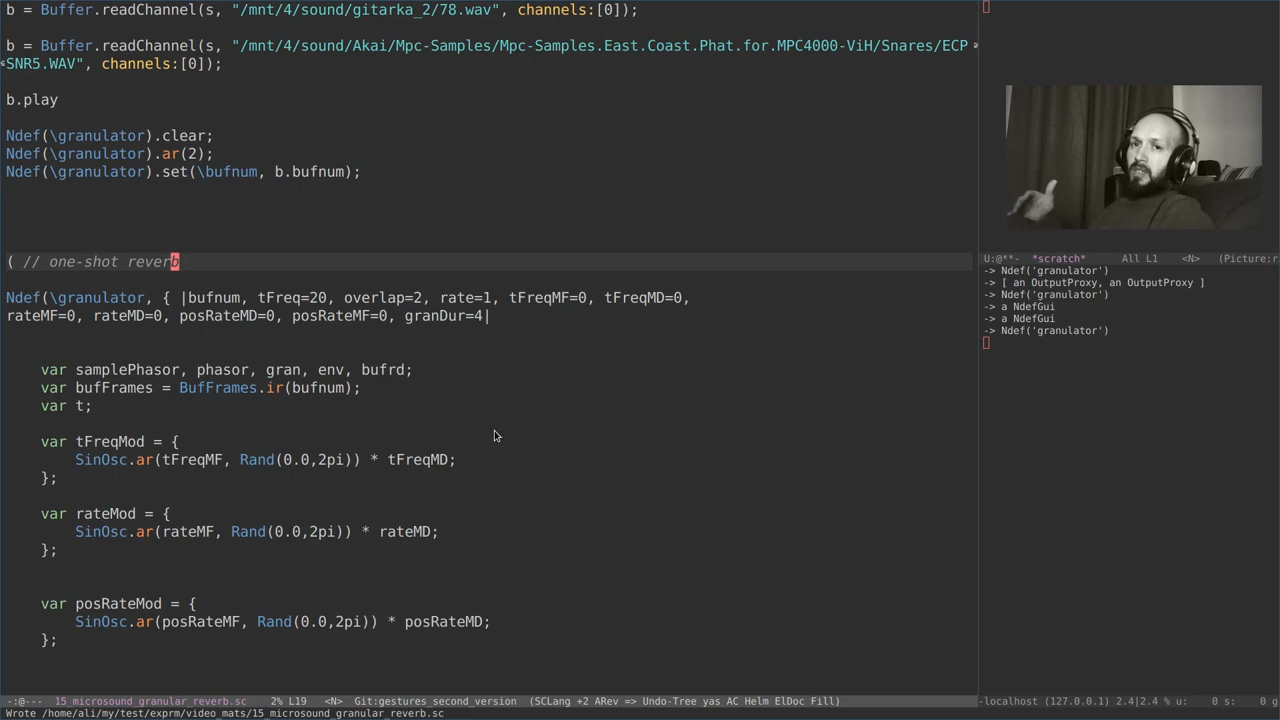 b = Buffer.readChannel(s, "/mnt/4/sound/gitarka_2/78.wav", channels:[0]);
b = Buffer.readChannel(s, "/mnt/4/sound/Akai/Mpc-Samples/Mpc-Samples.East.Coast.Phat.for.MPC4000-ViH/Snares/ECP
SNR5.WAV", channels:[0]);
b.play
Ndef(\granulator).clear;
Ndef(\granulator).ar(2);
Ndef(\granulator).set(\bufnum, b.bufnum);
( // one-shot reverb
Ndef(\granulator, { |bufnum, tFreq=20, overlap=2, rate=1, tFreqMF=0, tFreqMD=0,
rateMF=0, rateMD=0, posRateMD=0, posRateMF=0, granDur=4|
var samplePhasor, phasor, gran, env, bufrd;
var bufFrames = BufFrames.ir(bufnum);
var t;
var tFreqMod = {
SinOsc.ar(tFreqMF, Rand(0.0,2pi)) * tFreqMD;
};
var rateMod = {
SinOsc.ar(rateMF, Rand(0.0,2pi)) * rateMD;
};
var posRateMod = {
SinOsc.ar(posRateMF, Rand(0.0,2pi)) * posRateMD;
};
-:@--- 15_microsound_granular_reverb.sc 2% L19 <N> Git:gestures_second_version (SCLang +2 ARev => Undo-Tree yas AC Helm ElDoc Fill)
Wrote /home/ali/my/test/exprm/video_mats/15_microsound_granular_reverb.sc
U:@**- *scratch* All L1 <N> (Picture:r
-> Ndef('granulator')
-> [ an OutputProxy, an OutputProxy ]
-> Ndef('granulator')
-> a NdefGui
-> a NdefGui
-> Ndef('granulator')
-localhost (127.0.0.1) 2.4|2.4 % u: 0 s: 0 g